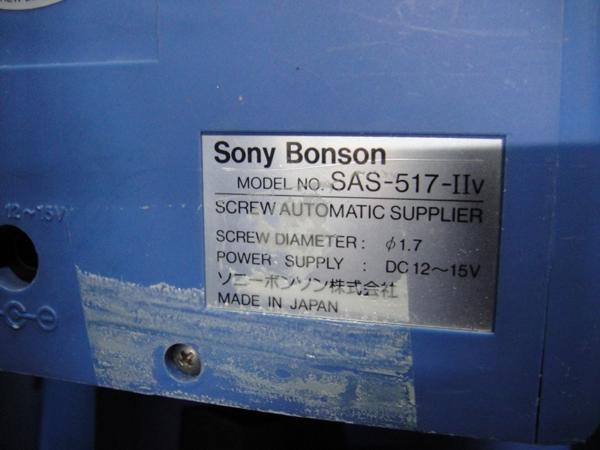 Sony Bonson
MODEL NO. SAS-517-IIv
SCREW AUTOMATIC SUPPLIER
SCREW DIAMETER : φ1.7
POWER SUPPLY : DC 12~15V
ソニーボンソン株式会社
MADE IN JAPAN
12~15V